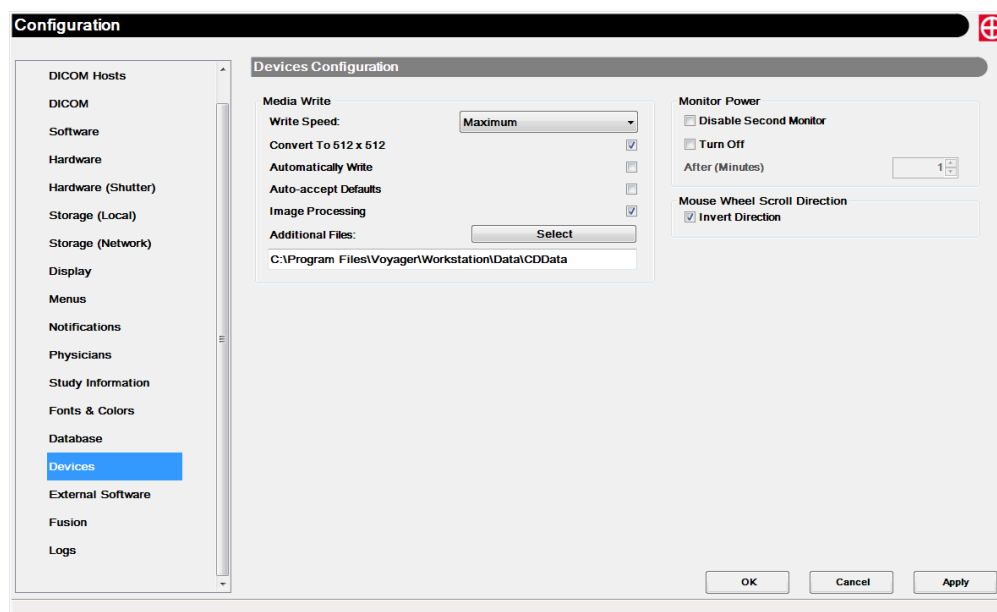 Configuration
DICOM Hosts
DICOM
Software
Hardware
Hardware (Shutter)
Storage (Local)
Storage (Network)
Display
Menus
Notifications
Physicians
Study Information
Fonts & Colors
Database
Devices
External Software
Fusion
Logs
Devices Configuration
Media Write
Write Speed: Maximum
Convert To 512 x 512
Automatically Write
Auto-accept Defaults
Image Processing
Additional Files: Select
C:\Program Files\Voyager\Workstation\Data\CDData
Monitor Power
Disable Second Monitor
Turn Off
After (Minutes) 1
Mouse Wheel Scroll Direction
Invert Direction
OK Cancel Apply